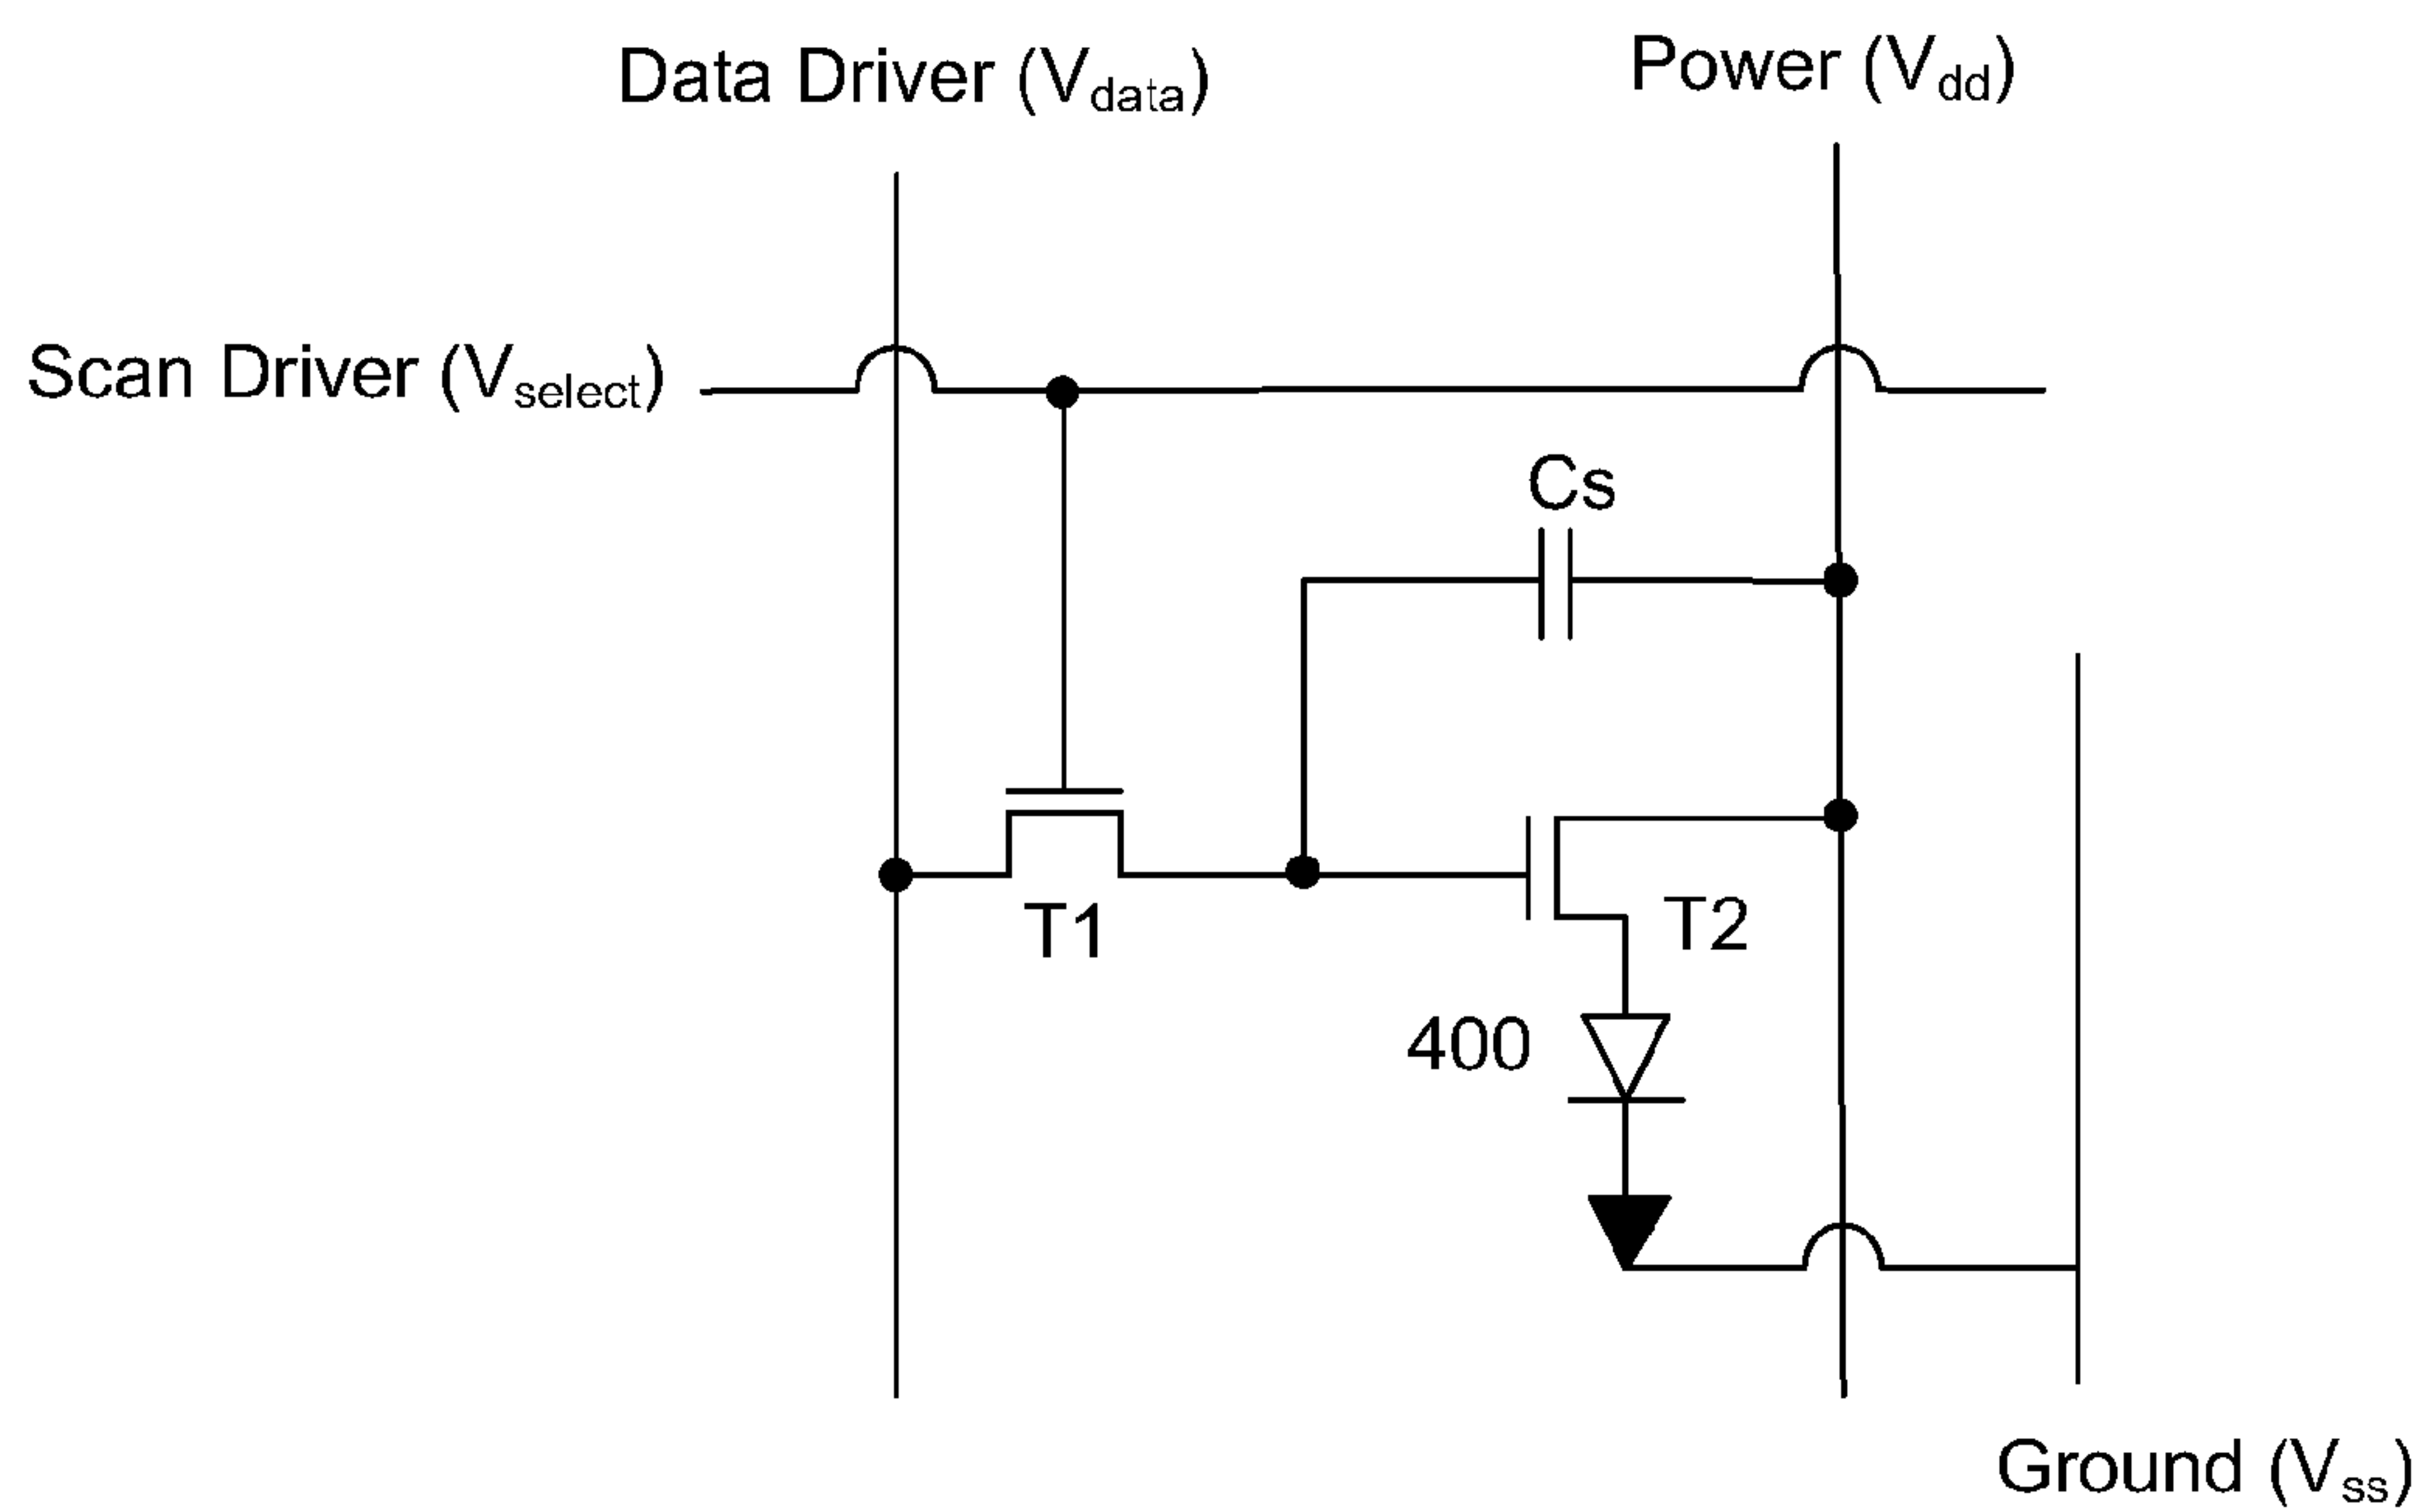 Data Driver (Vdata)
Power (Vdd)
Scan Driver (Vselect)
Cs
T1
T2
400
Ground (Vss)